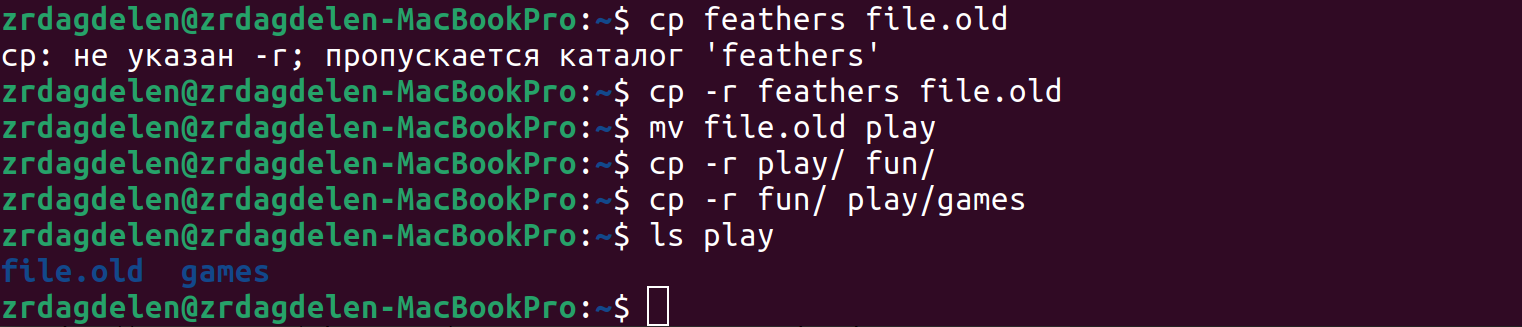 zrdagdelen@zrdagdelen-MacBookPro:~$ cp feathers file.old
cp: не указан -r; пропускается каталог 'feathers'
zrdagdelen@zrdagdelen-MacBookPro:~$ cp -r feathers file.old
zrdagdelen@zrdagdelen-MacBookPro:~$ mv file.old play
zrdagdelen@zrdagdelen-MacBookPro:~$ cp -r play/ fun/
zrdagdelen@zrdagdelen-MacBookPro:~$ cp -r fun/ play/games
zrdagdelen@zrdagdelen-MacBookPro:~$ ls play
file.old  games
zrdagdelen@zrdagdelen-MacBookPro:~$